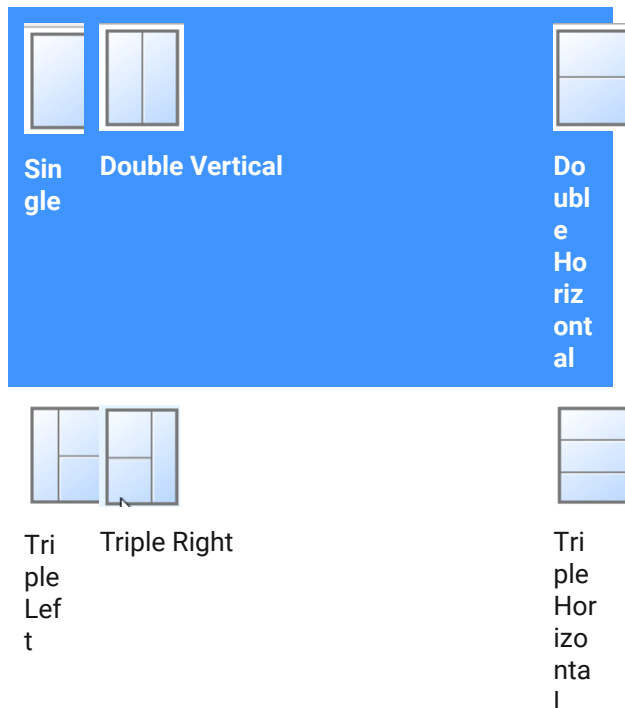 Sin
gle
Double Vertical
Do
ubl
e
Ho
riz
ont
al
Tri
ple
Lef
t
Triple Right
Tri
ple
Hor
izo
nta
l